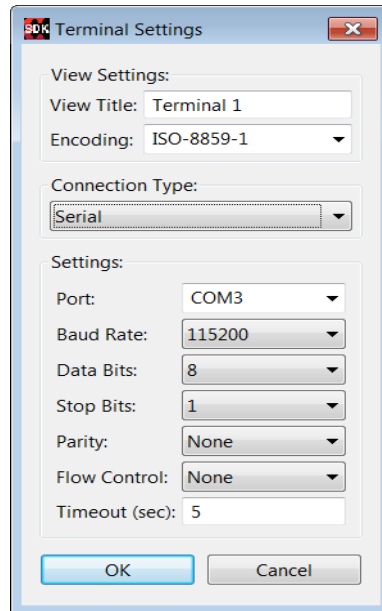 SDK Terminal Settings
View Settings:
View Title: Terminal 1
Encoding: ISO-8859-1
Connection Type:
Serial
Settings:
Port: COM3
Baud Rate: 115200
Data Bits: 8
Stop Bits: 1
Parity: None
Flow Control: None
Timeout (sec): 5
OK Cancel